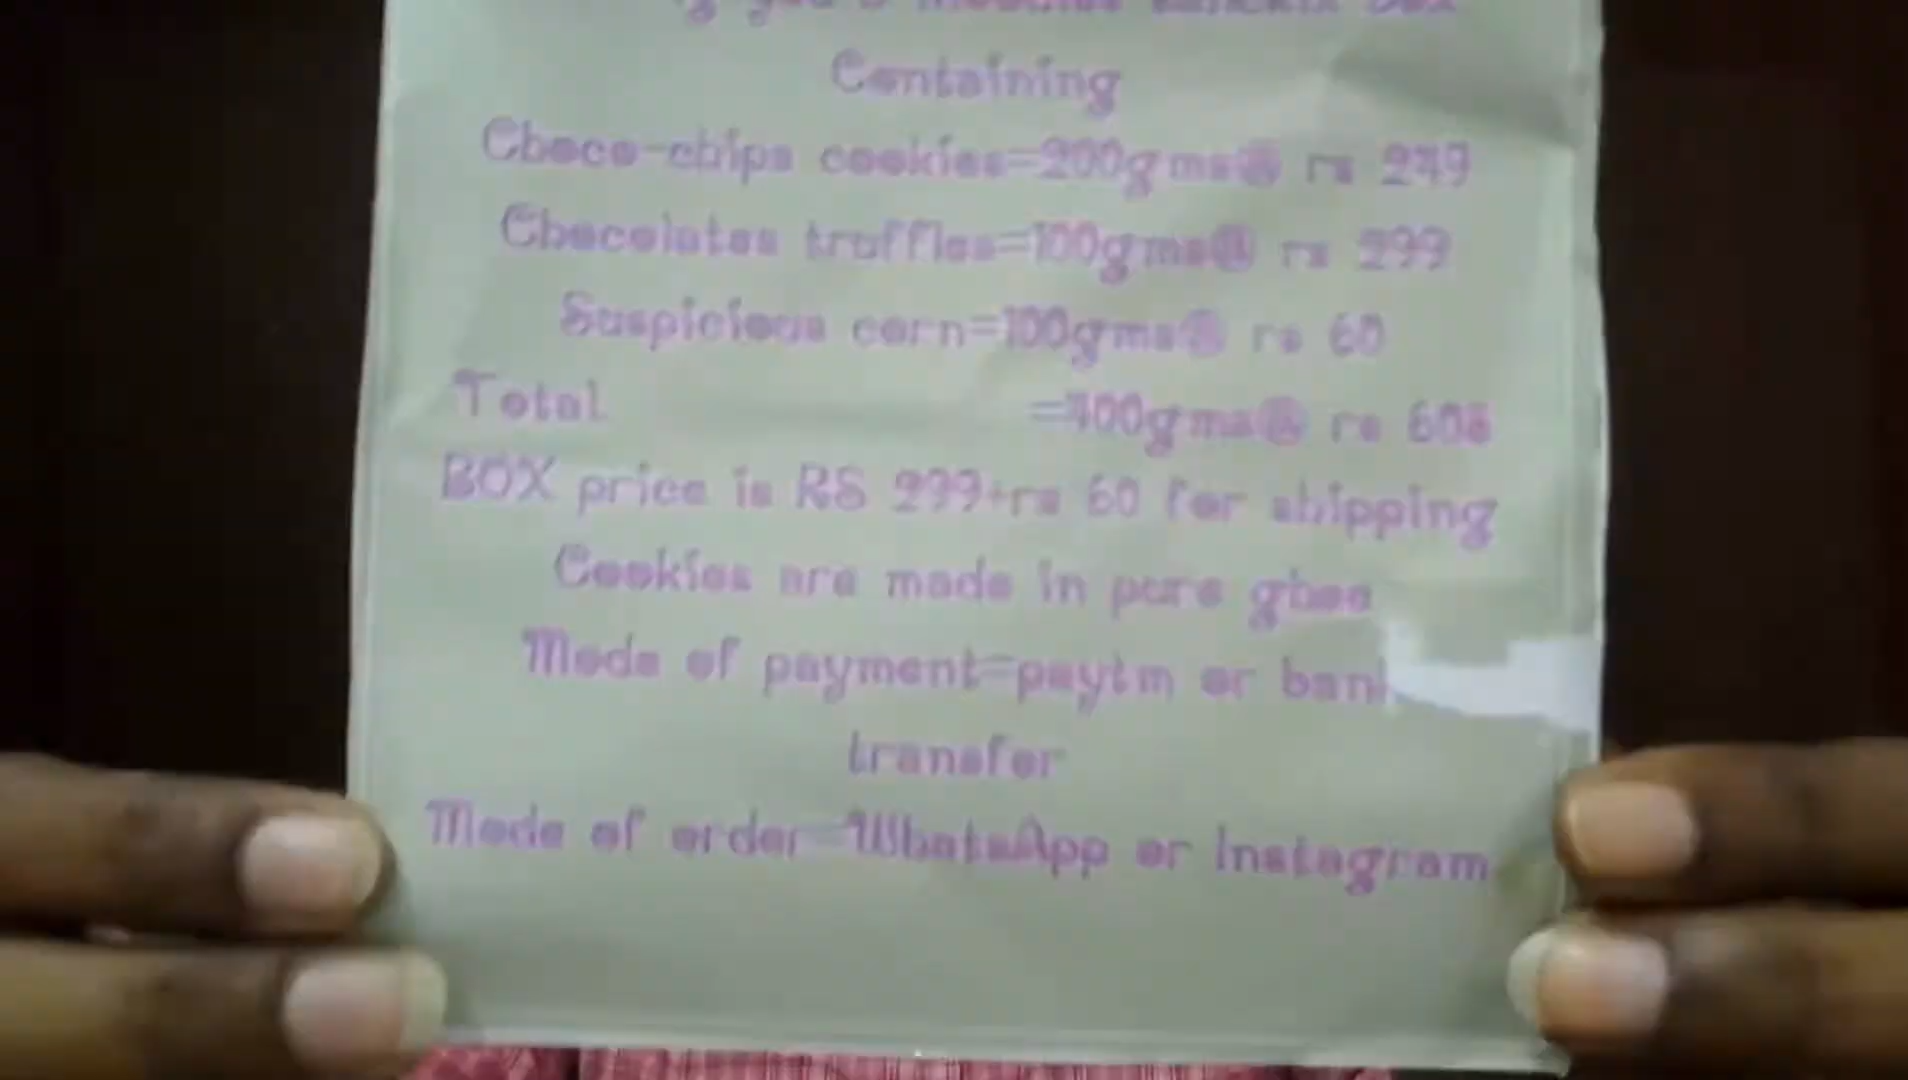 Containing
Choco-chips cookies=200gms@ rs 249
Chocolates truffles=100gms@ rs 299
Suspicious corn=100gms@ rs 60
Total =400gms@ rs 608
BOX price is RS 299+rs 60 for shipping
Cookies are made in pure ghee
Mode of payment=paytm or bank
transfer
Mode of order=WhatsApp or Instagram